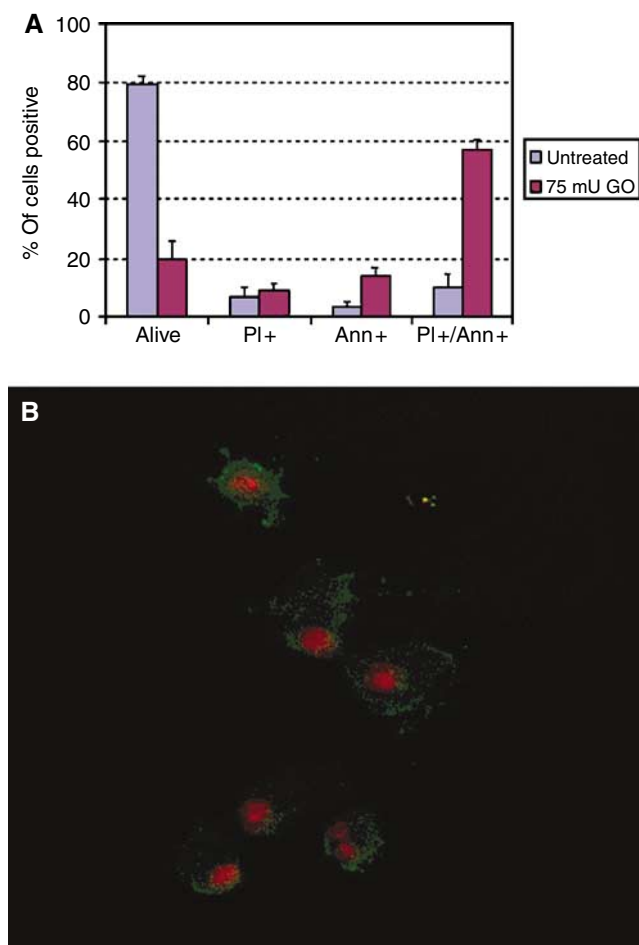 A
100
80
60
40
20
0
% Of cells positive
Alive
PI+
Ann+
PI+/Ann+
Untreated
75 mU GO
B